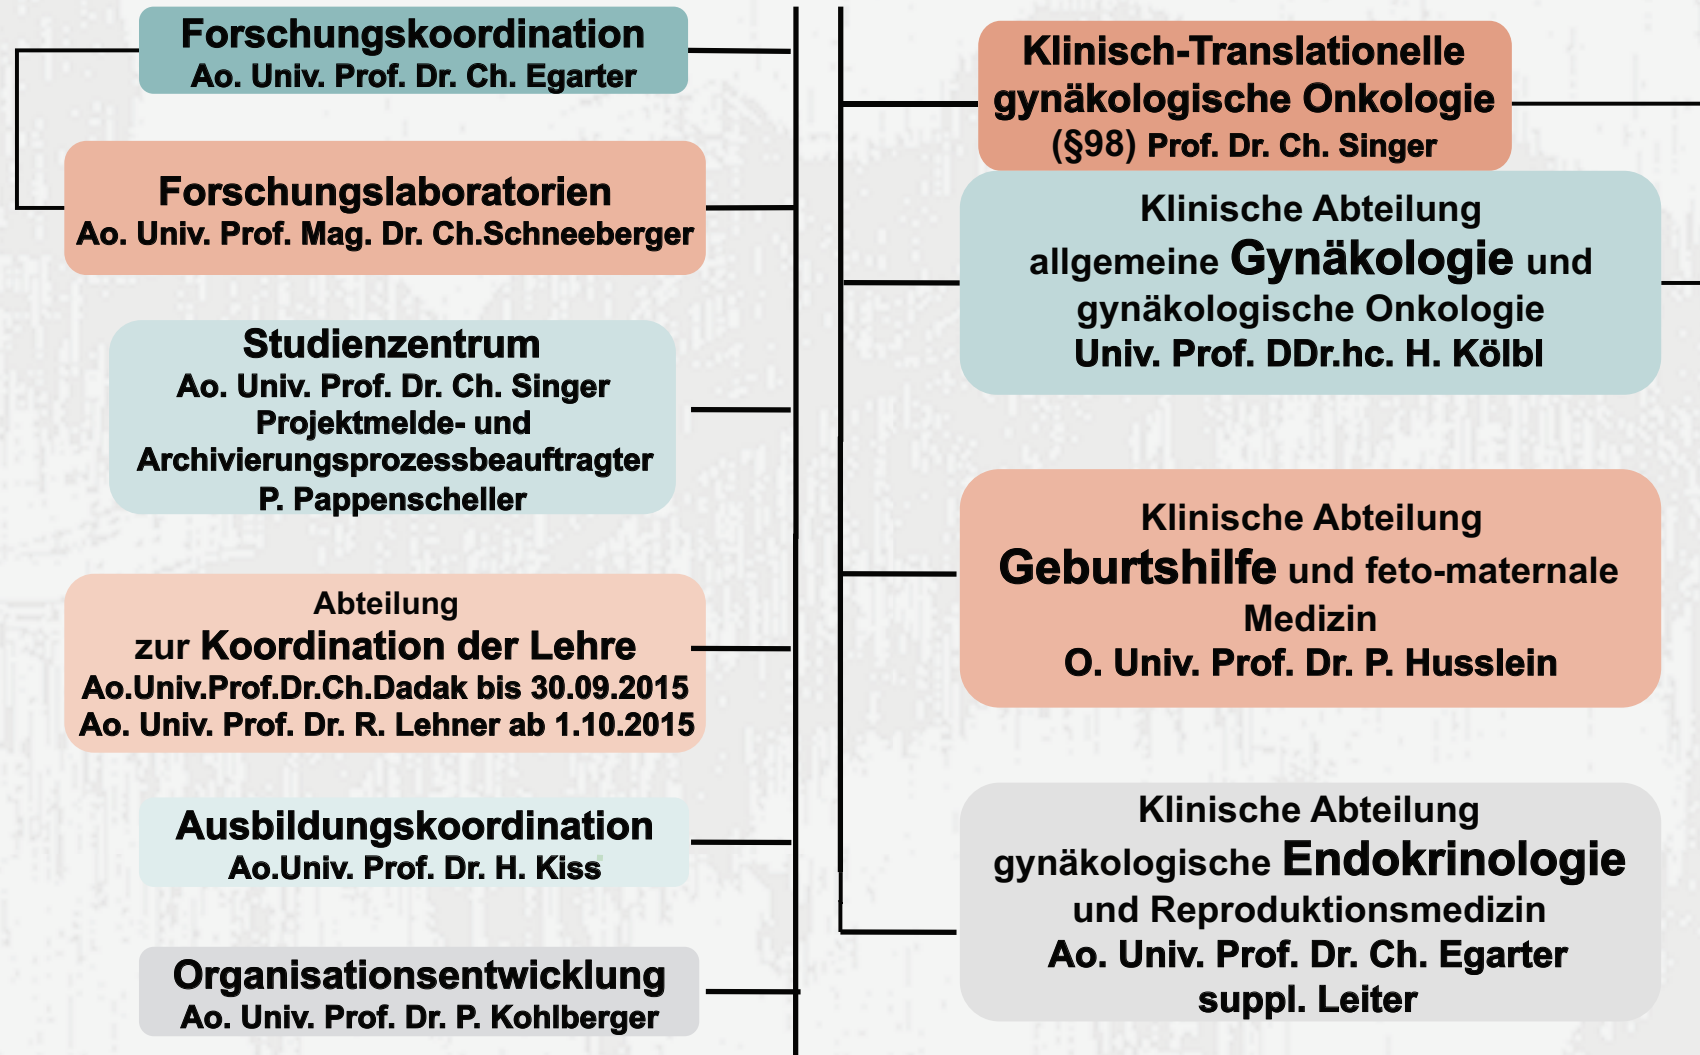 Forschungskoordination
Ao. Univ. Prof. Dr. Ch. Egarter
Forschungslaboratorien
Ao. Univ. Prof. Mag. Dr. Ch.Schneeberger
Studienzentrum
Ao. Univ. Prof. Dr. Ch. Singer
Projektmelde- und
Archivierungsprozessbeauftragter
P. Pappenscheller
Abteilung
zur Koordination der Lehre
Ao.Univ.Prof.Dr.Ch.Dadak bis 30.09.2015
Ao. Univ. Prof. Dr. R. Lehner ab 1.10.2015
Ausbildungskoordination
Ao.Univ. Prof. Dr. H. Kiss
Organisationsentwicklung
Ao. Univ. Prof. Dr. P. Kohlberger
Klinisch-Translationelle
gynäkologische Onkologie
(§98) Prof. Dr. Ch. Singer
Klinische Abteilung
allgemeine Gynäkologie und
gynäkologische Onkologie
Univ. Prof. DDr.hc. H. Kölbl
Klinische Abteilung
Geburtshilfe und feto-maternale
Medizin
O. Univ. Prof. Dr. P. Husslein
Klinische Abteilung
gynäkologische Endokrinologie
und Reproduktionsmedizin
Ao. Univ. Prof. Dr. Ch. Egarter
suppl. Leiter